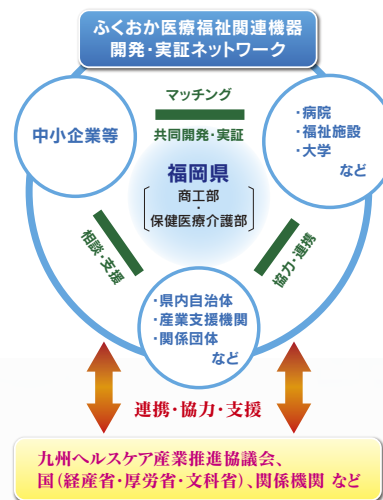 ふくおか医療福祉関連機器
開発・実証ネットワーク
マッチング
共同開発・実証
中小企業等
・病院
・福祉施設
・大学
など
福岡県
商工部
・
保健医療介護部
相談・支援
協力・連携
・県内自治体
・産業支援機関
・関係団体
など
連携・協力・支援
九州ヘルスケア産業推進協議会、
国(経産省・厚労省・文科省)、関係機関 など